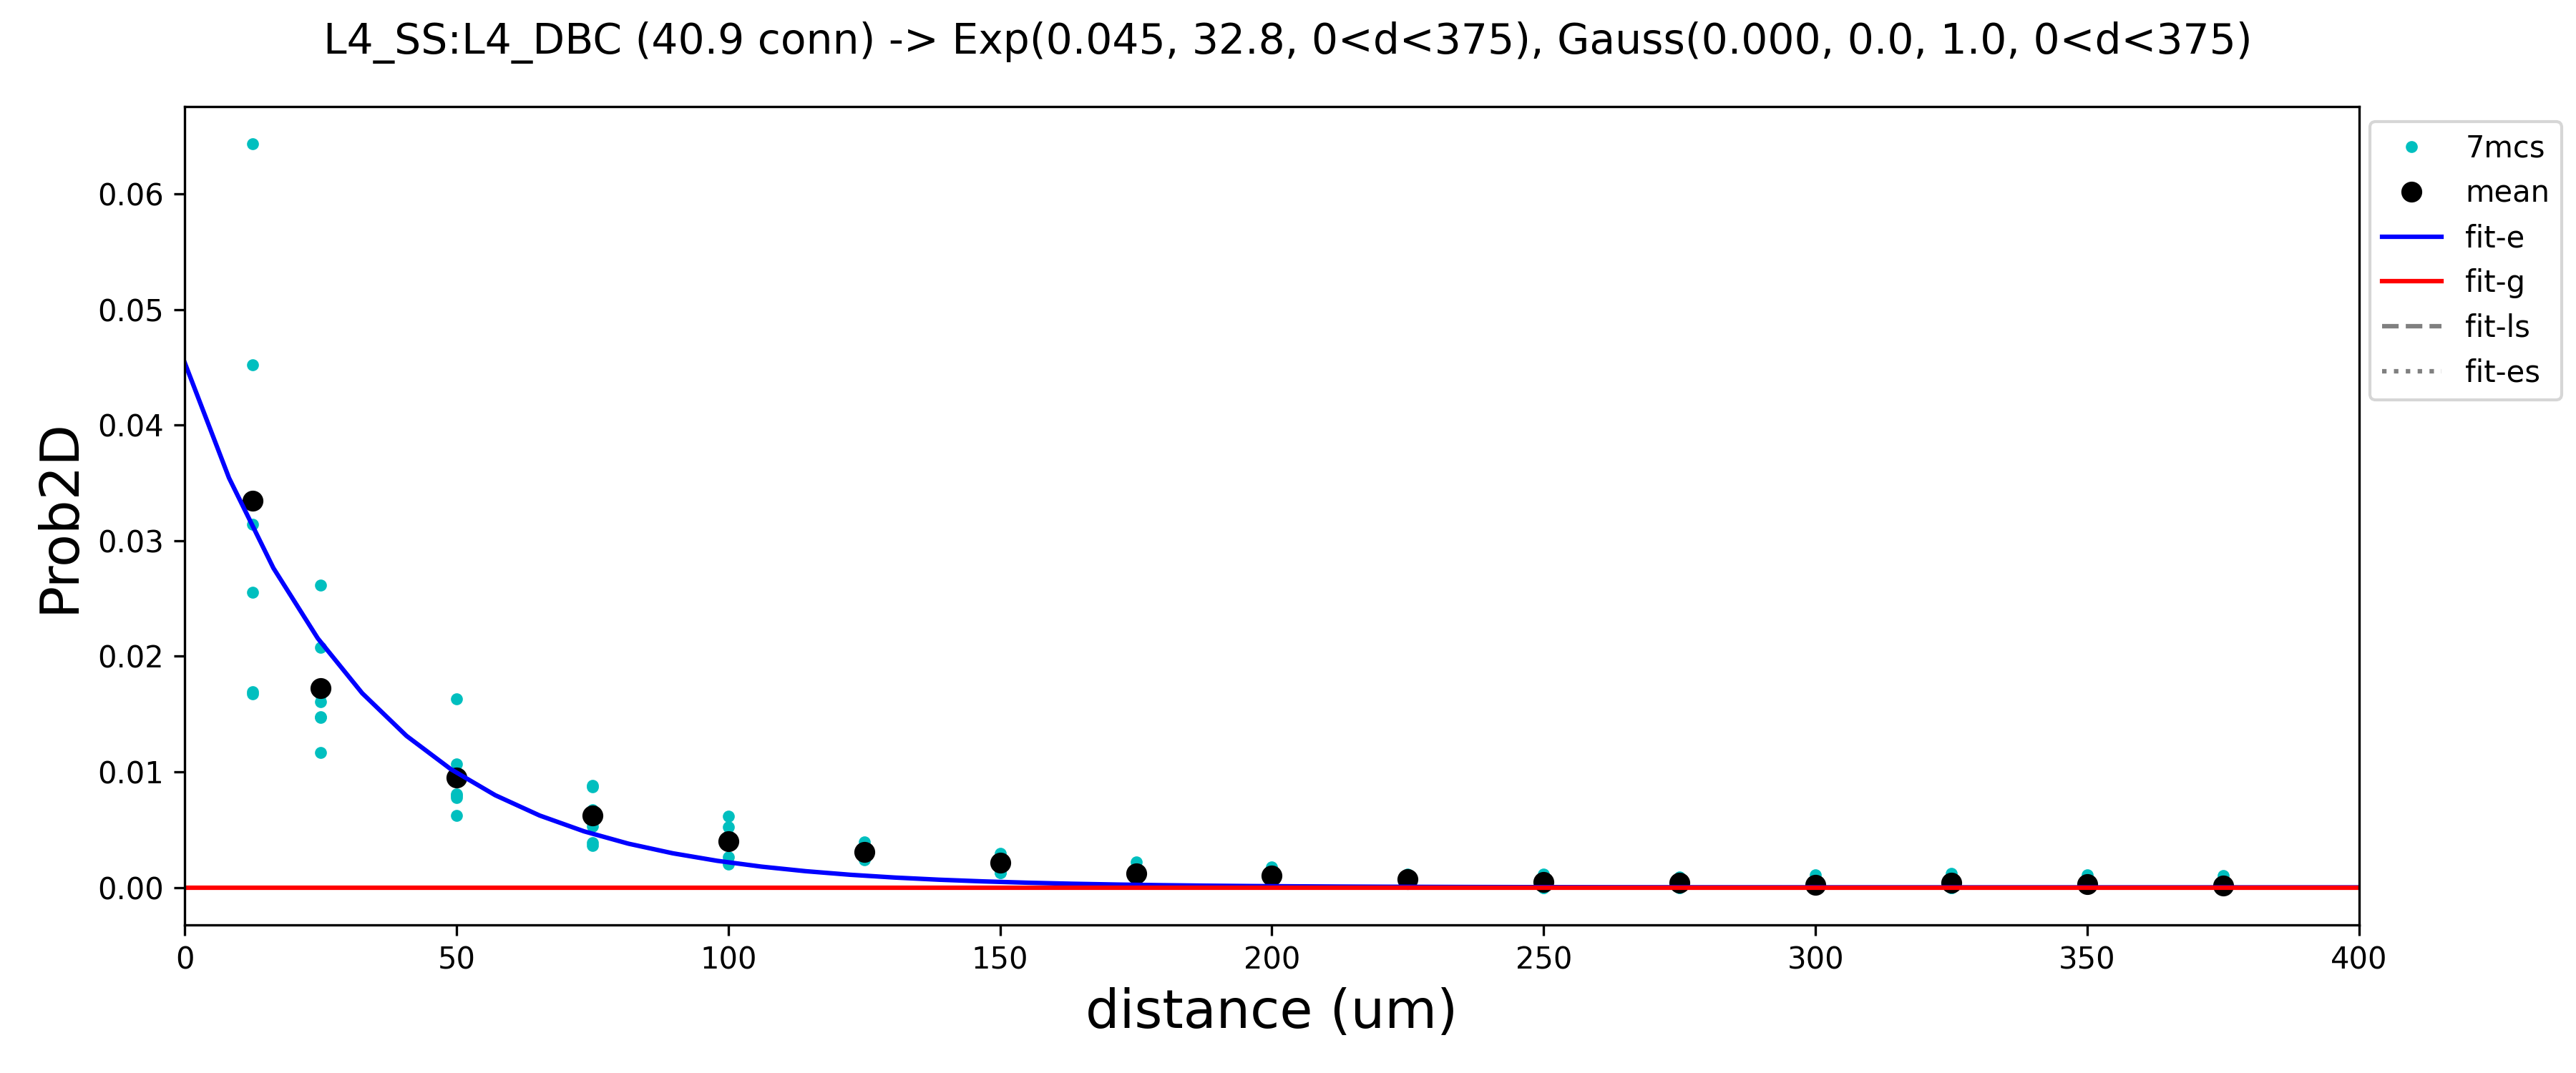 L4_SS:L4_DBC (40.9 conn) -> Exp(0.045, 32.8, 0<d<375), Gauss(0.000, 0.0, 1.0, 0<d<375)
7mcs
mean
fit-e
fit-g
fit-ls
fit-es
Prob2D
0.06
0.05
0.04
0.03
0.02
0.01
0.00
0 50 100 150 200 250 300 350 400
distance (um)